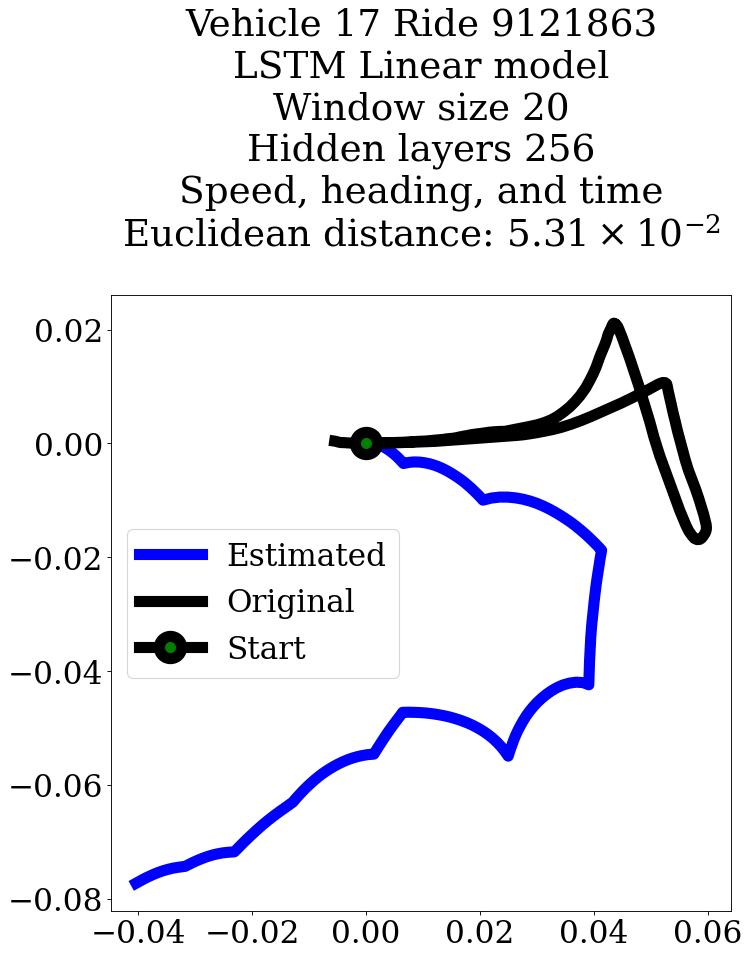 Vehicle 17 Ride 9121863
LSTM Linear model
Window size 20
Hidden layers 256
Speed, heading, and time
Euclidean distance: 5.31 × 10⁻²
0.02
0.00
−0.02
−0.04
−0.06
−0.08
Estimated
Original
Start
−0.04 −0.02 0.00 0.02 0.04 0.06